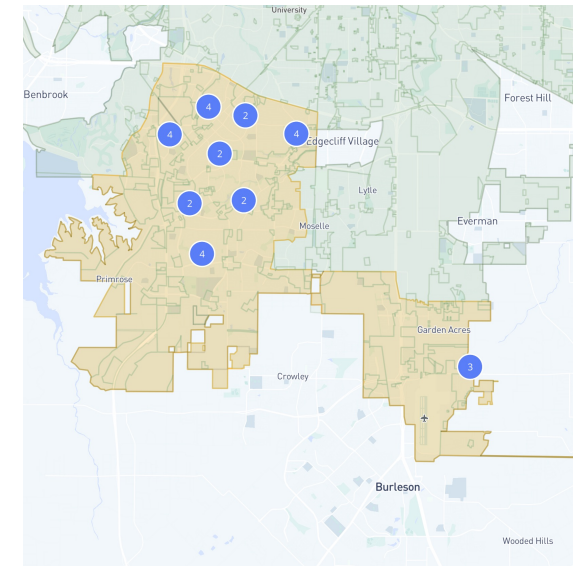 University
Benbrook
Forest Hill
4
2
4
4
Edgecliff Village
2
Lytle
2
2
Everman
Moselle
4
Primrose
Garden Acres
3
Crowley
Burleson
Wooded Hills